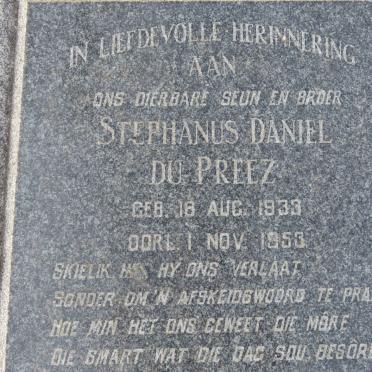 IN LIEFDEVOLLE HERINNERING
AAN
ONS DIERBARE SEUN EN BROER
STEPHANUS DANIEL
DU PREEZ
GEB. 18 AUG. 1933
OORL. 1 NOV. 1953
SKIELIK HET HY ONS VERLAAT
SONDER OM 'N AFSKEIDSWOORD TE PRA
HOE MIN HET ONS GEWEET DIE MÔRE
DIE SMART WAT DIE DAG SOU BESÔR